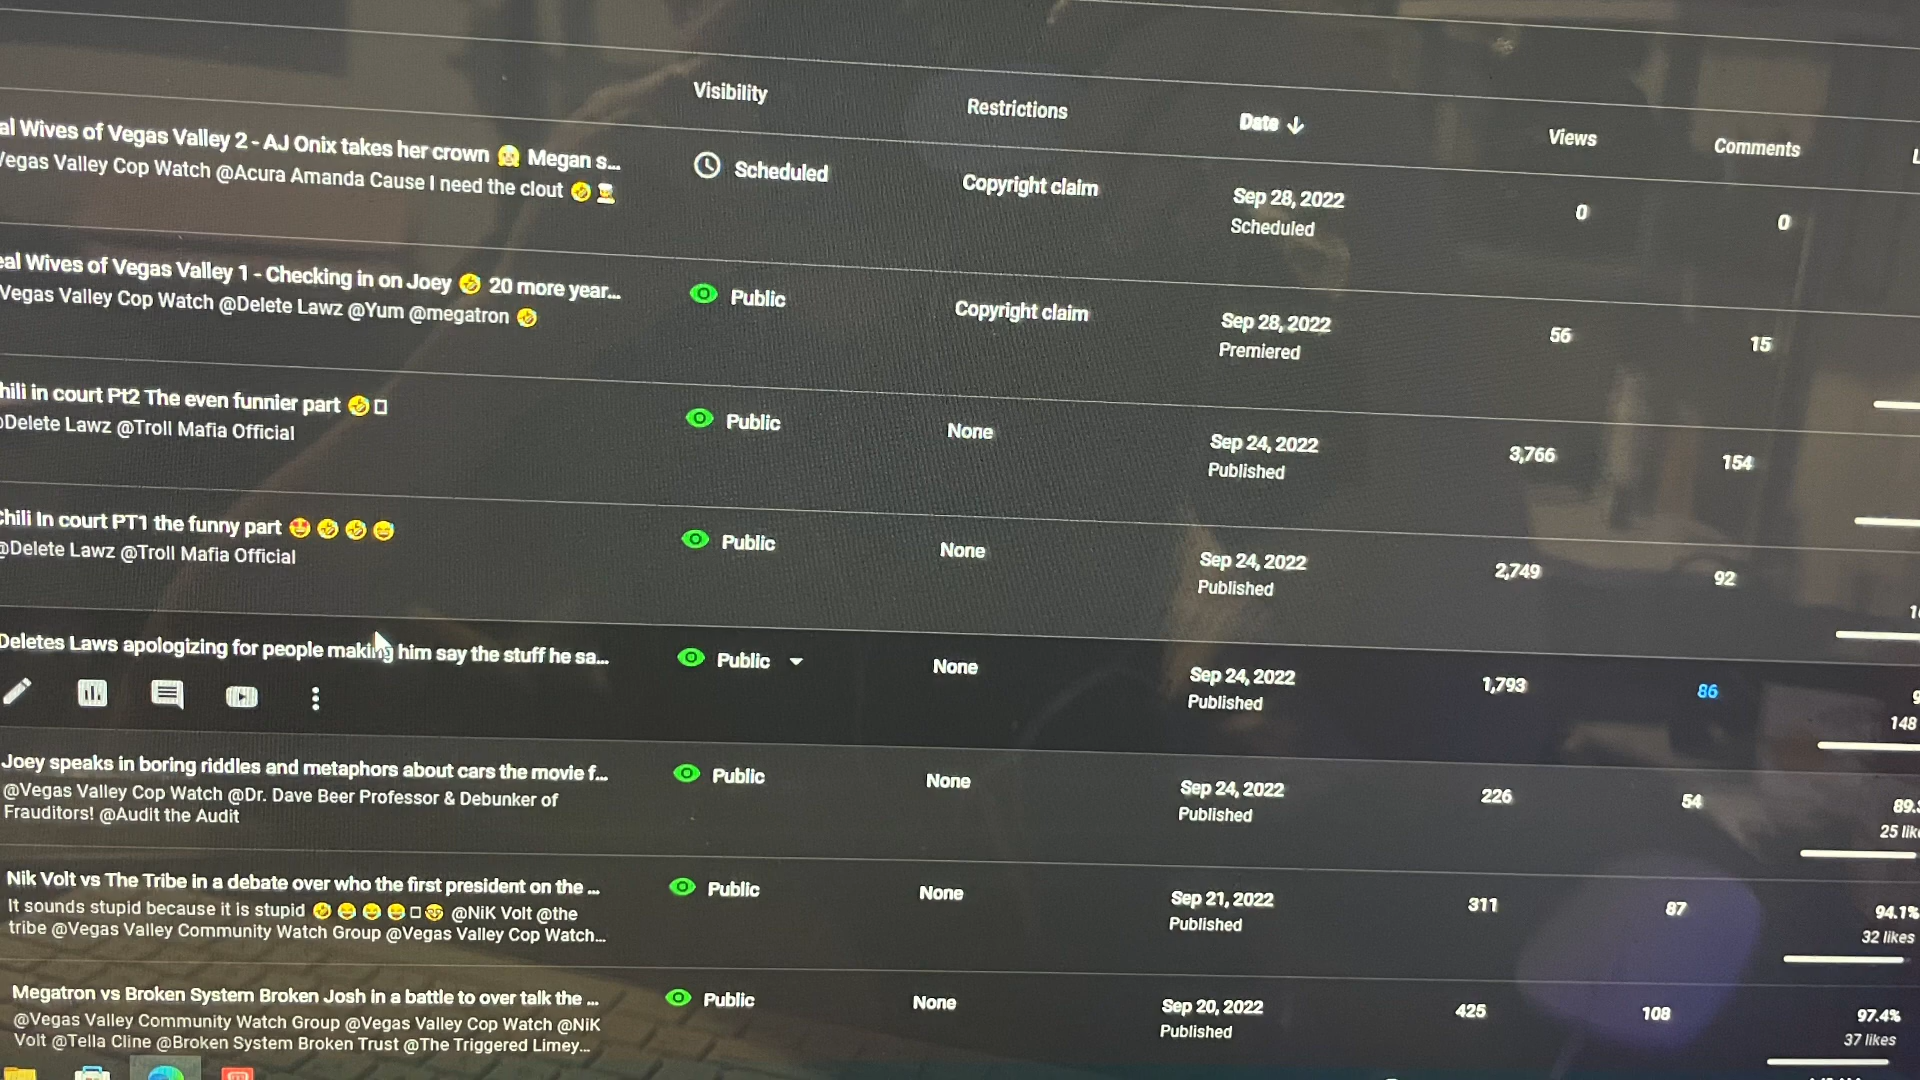 Visibility
Restrictions
Date ↓
Views
Comments
al Wives of Vegas Valley 2 - AJ Onix takes her crown Megan s...
Vegas Valley Cop Watch @Acura Amanda Cause I need the clout 🤣
Scheduled
Copyright claim
Sep 28, 2022
Scheduled
0
0
eal Wives of Vegas Valley 1 - Checking in on Joey 🤣 20 more year...
Vegas Valley Cop Watch @Delete Lawz @Yum @megatron 🤣
Public
Copyright claim
Sep 28, 2022
Premiered
56
15
hili in court Pt2 The even funnier part 🤣
@Delete Lawz @Troll Mafia Official
Public
None
Sep 24, 2022
Published
3,766
154
Chili In court PT1 the funny part 🤩 🤣 🤣 😅
@Delete Lawz @Troll Mafia Official
Public
None
Sep 24, 2022
Published
2,749
92
Deletes Laws apologizing for people making him say the stuff he sa...
Public
None
Sep 24, 2022
Published
1,793
86
148
Joey speaks in boring riddles and metaphors about cars the movie f...
@Vegas Valley Cop Watch @Dr. Dave Beer Professor & Debunker of
Frauditors! @Audit the Audit
Public
None
Sep 24, 2022
Published
226
54
89.
25 lik
Nik Volt vs The Tribe in a debate over who the first president on the ...
It sounds stupid because it is stupid 🤣 😂 😂 😂 @NiK Volt @the
tribe @Vegas Valley Community Watch Group @Vegas Valley Cop Watch...
Public
None
Sep 21, 2022
Published
311
87
94.1%
32 likes
Megatron vs Broken System Broken Josh in a battle to over talk the ...
@Vegas Valley Community Watch Group @Vegas Valley Cop Watch @NiK
Volt @Tella Cline @Broken System Broken Trust @The Triggered Limey...
Public
None
Sep 20, 2022
Published
425
108
97.4%
37 likes